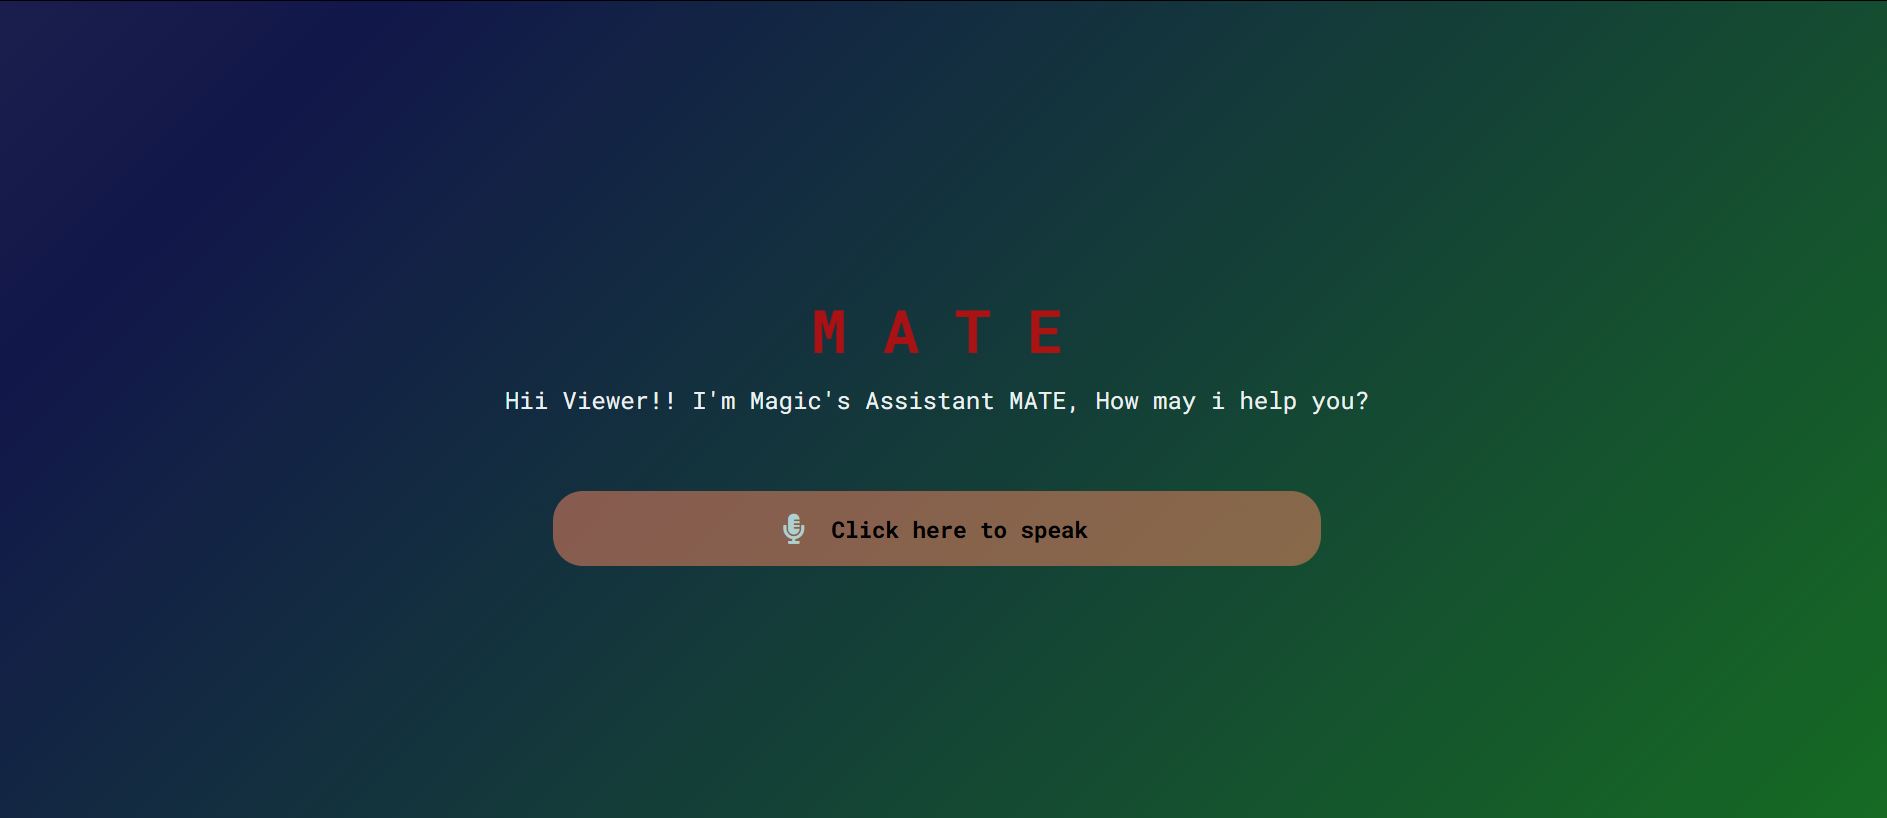 M A T E
Hii Viewer!! I'm Magic's Assistant MATE, How may i help you?
Click here to speak